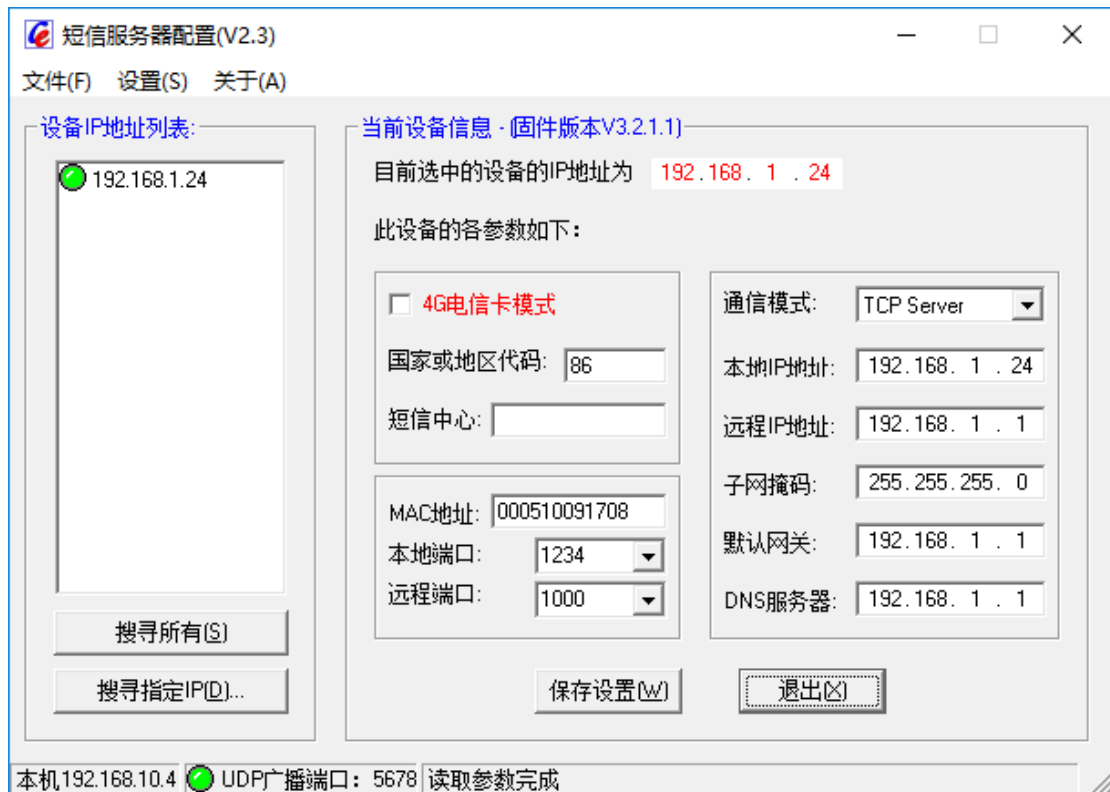 短信服务器配置(V2.3)
文件(F) 设置(S) 关于(A)
设备IP地址列表:
192.168.1.24
搜寻所有(S)
搜寻指定IP(D)...
当前设备信息 - (固件版本V3.2.1.1)
目前选中的设备的IP地址为 192.168. 1 . 24
此设备的各参数如下：
4G电信卡模式
国家或地区代码: 86
短信中心:
MAC地址: 000510091708
本地端口: 1234
远程端口: 1000
通信模式: TCP Server
本地IP地址: 192.168. 1 . 24
远程IP地址: 192.168. 1 . 1
子网掩码: 255.255.255. 0
默认网关: 192.168. 1 . 1
DNS服务器: 192.168. 1 . 1
保存设置(W) 退出(X)
本机192.168.10.4 UDP广播端口：5678 读取参数完成